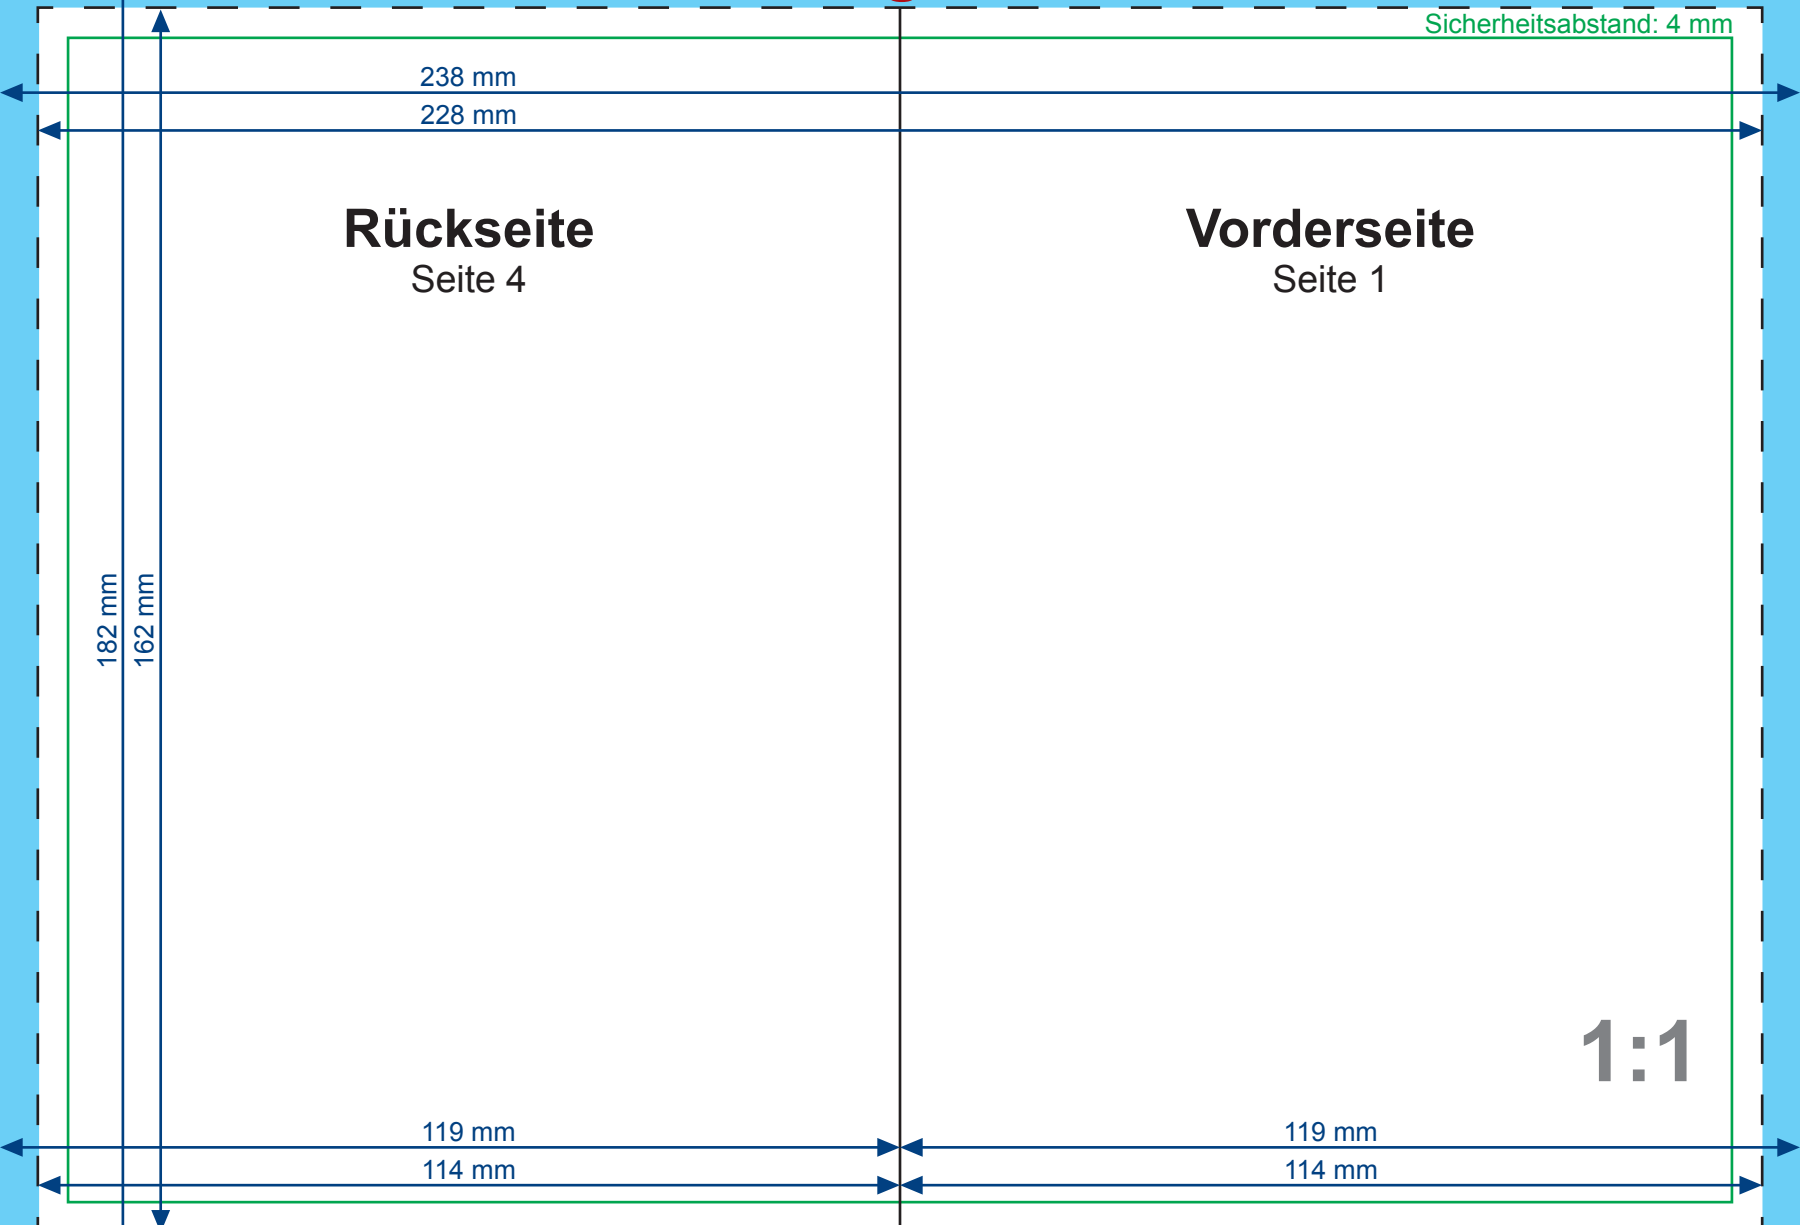 Sicherheitsabstand: 4 mm
238 mm
228 mm
Rückseite
Seite 4
Vorderseite
Seite 1
182 mm
162 mm
1:1
119 mm
119 mm
114 mm
114 mm